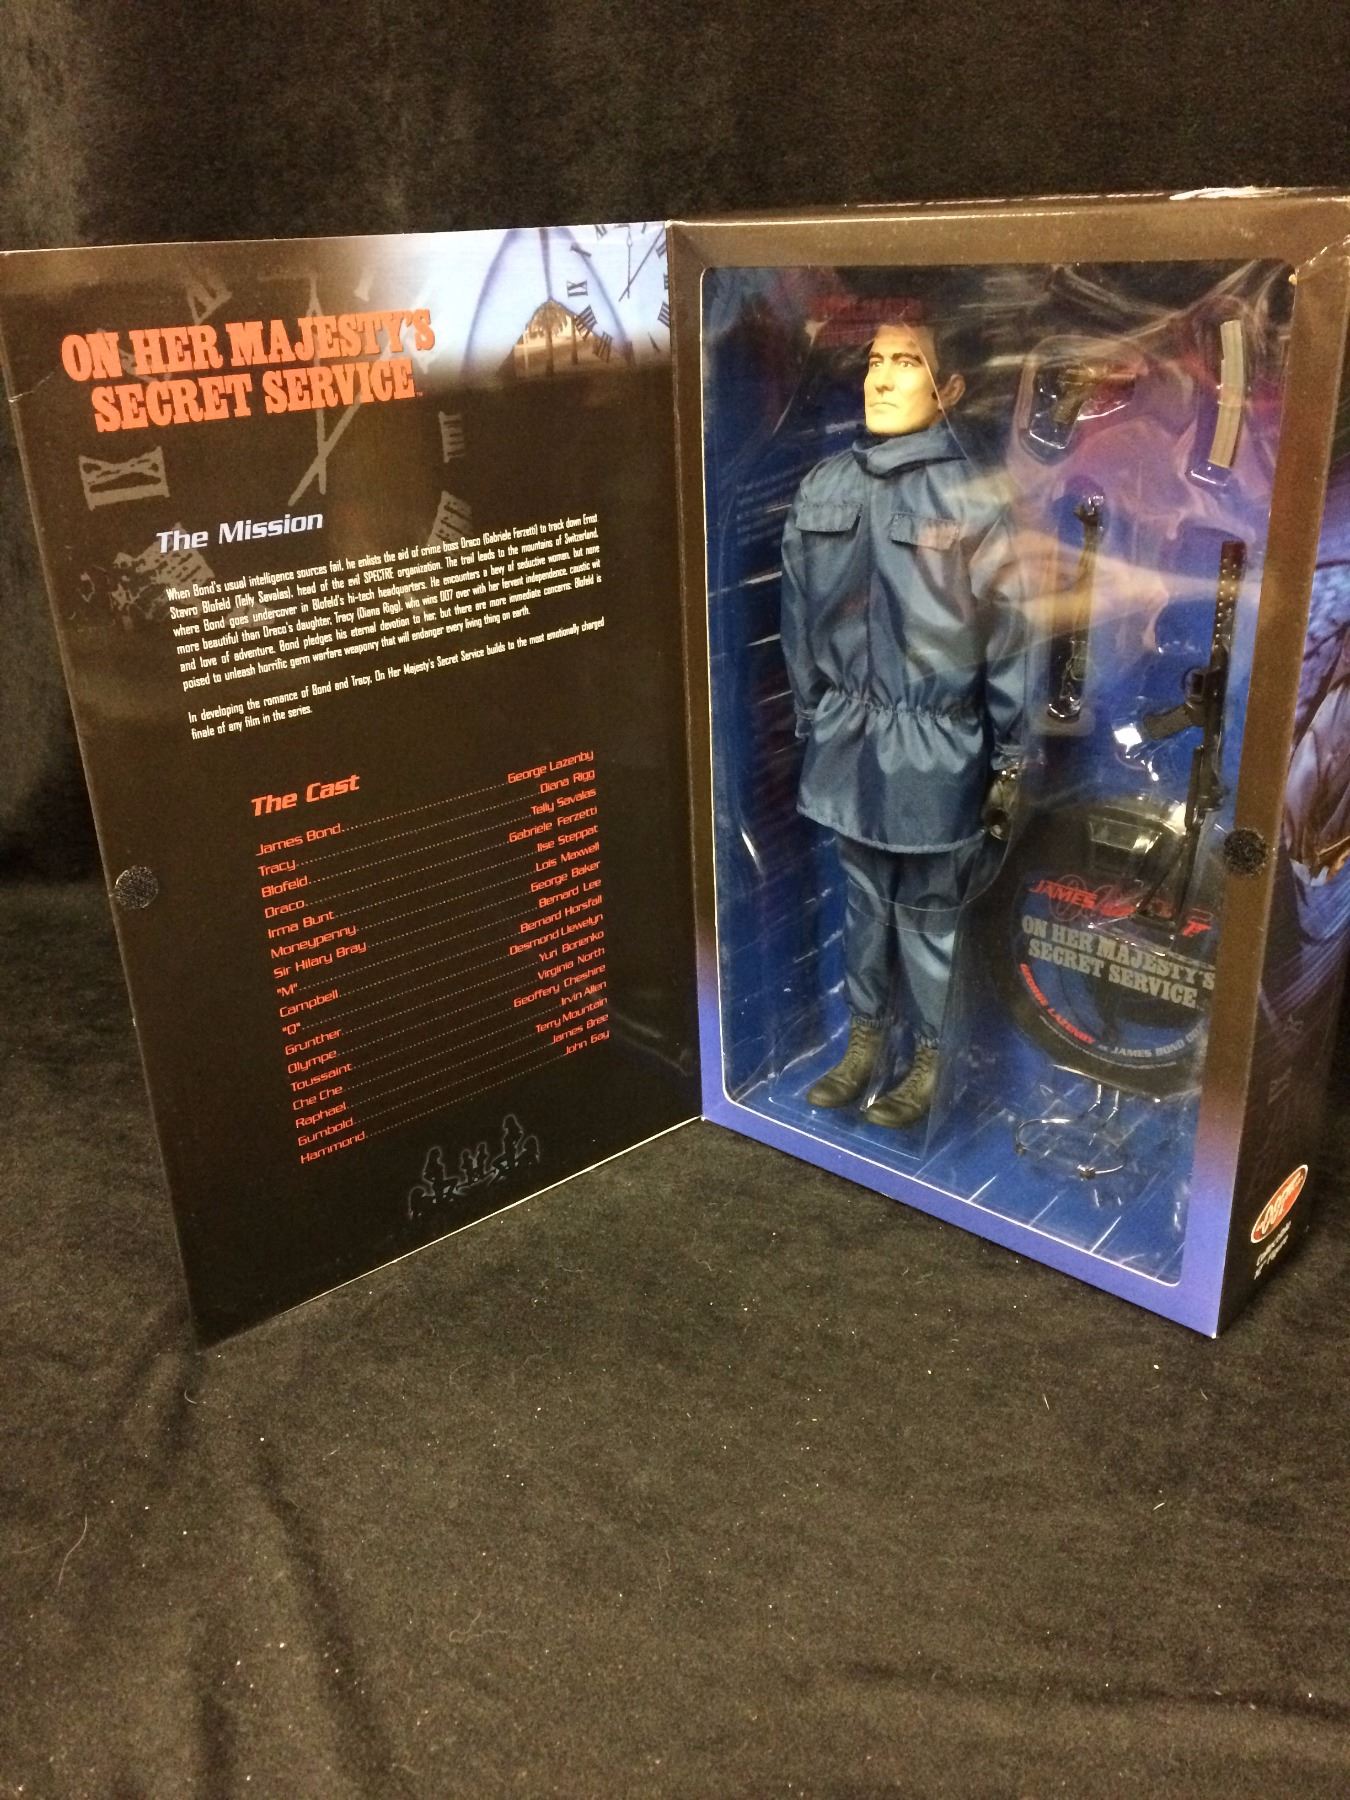 ON HER MAJESTY'S
SECRET SERVICE
The Mission
When Bond's usual intelligence sources fail, he enlists the aid of crime boss Draco (Gabriele Ferzetti) to track down Ernst
Stavro Blofeld (Telly Savalas), head of the evil SPECTRE organization. The trail leads to the mountains of Switzerland,
where Bond goes undercover in Blofeld's hi-tech headquarters. He encounters a bevy of seductive women, but none
more beautiful than Draco's daughter, Tracy (Diana Rigg), who wins 007 over with her fervent independence, caustic wit
and love of adventure. Bond pledges his eternal devotion to her, but there are more immediate concerns: Blofeld is
poised to unleash horrific germ warfare weaponry that will endanger every living thing on earth.
In developing the romance of Bond and Tracy, On Her Majesty's Secret Service builds to the most emotionally charged
finale of any film in the series.
The Cast
James Bond George Lazenby
Tracy Diana Rigg
Blofeld Telly Savalas
Draco Gabriele Ferzetti
Irma Bunt Ilse Steppat
Moneypenny Lois Maxwell
Sir Hilary Bray George Baker
"M" Bernard Lee
Campbell Bernard Horsfall
"Q" Desmond Llewelyn
Grunther Yuri Borienko
Olympe Virginia North
Toussaint Geoffery Cheshire
Che Che Irvin Allen
Raphael Terry Mountain
Gumbold James Bree
Hammond John Gay
JAMES
ON HER MAJESTY'S
SECRET SERVICE
GEORGE LAZENBY JAMES BOND
007